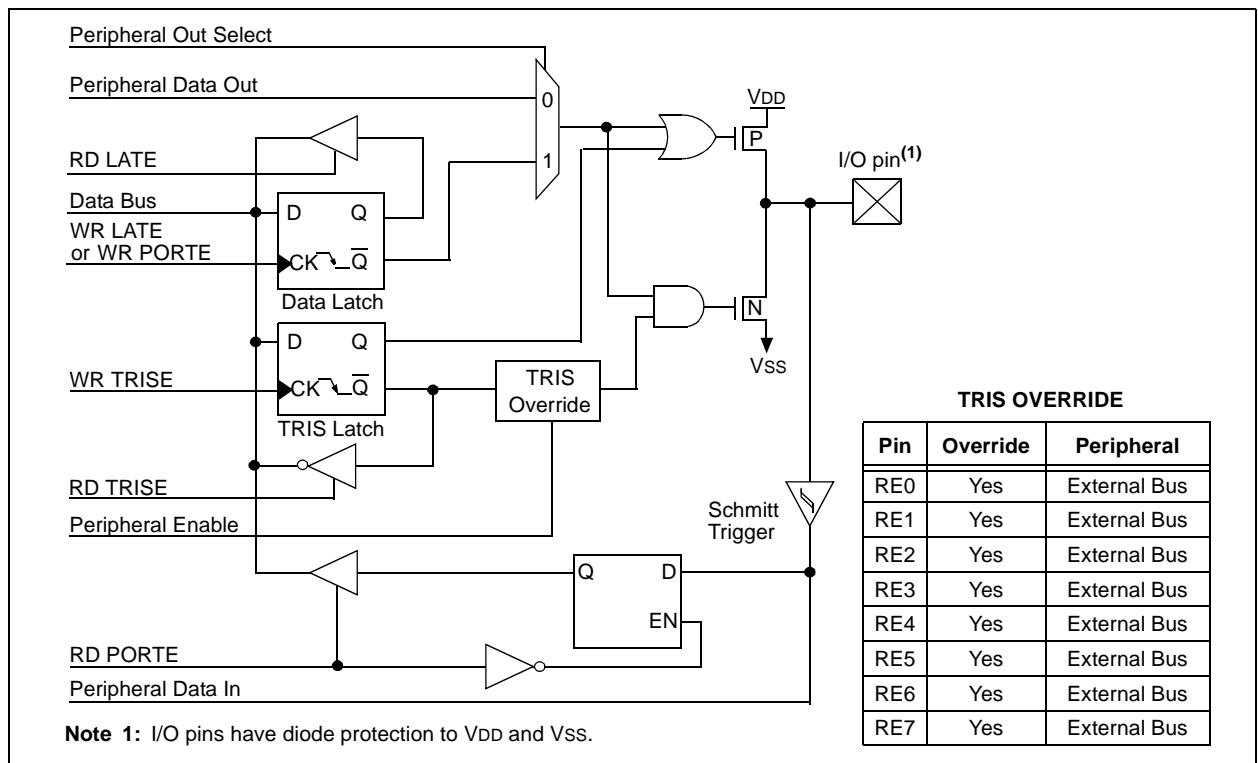 Peripheral Out Select
Peripheral Data Out
0
VDD
P
RD LATE
1
I/O pin(1)
Data Bus
D Q
WR LATE
or WR PORTE
CK Q̅
Data Latch
N
VSS
D Q
WR TRISE
CK Q̅
TRIS
Override
TRIS Latch
RD TRISE
Peripheral Enable
Schmitt
Trigger
Q D
EN
RD PORTE
Peripheral Data In
Note 1: I/O pins have diode protection to VDD and VSS.
TRIS OVERRIDE
Pin Override Peripheral
RE0 Yes External Bus
RE1 Yes External Bus
RE2 Yes External Bus
RE3 Yes External Bus
RE4 Yes External Bus
RE5 Yes External Bus
RE6 Yes External Bus
RE7 Yes External Bus